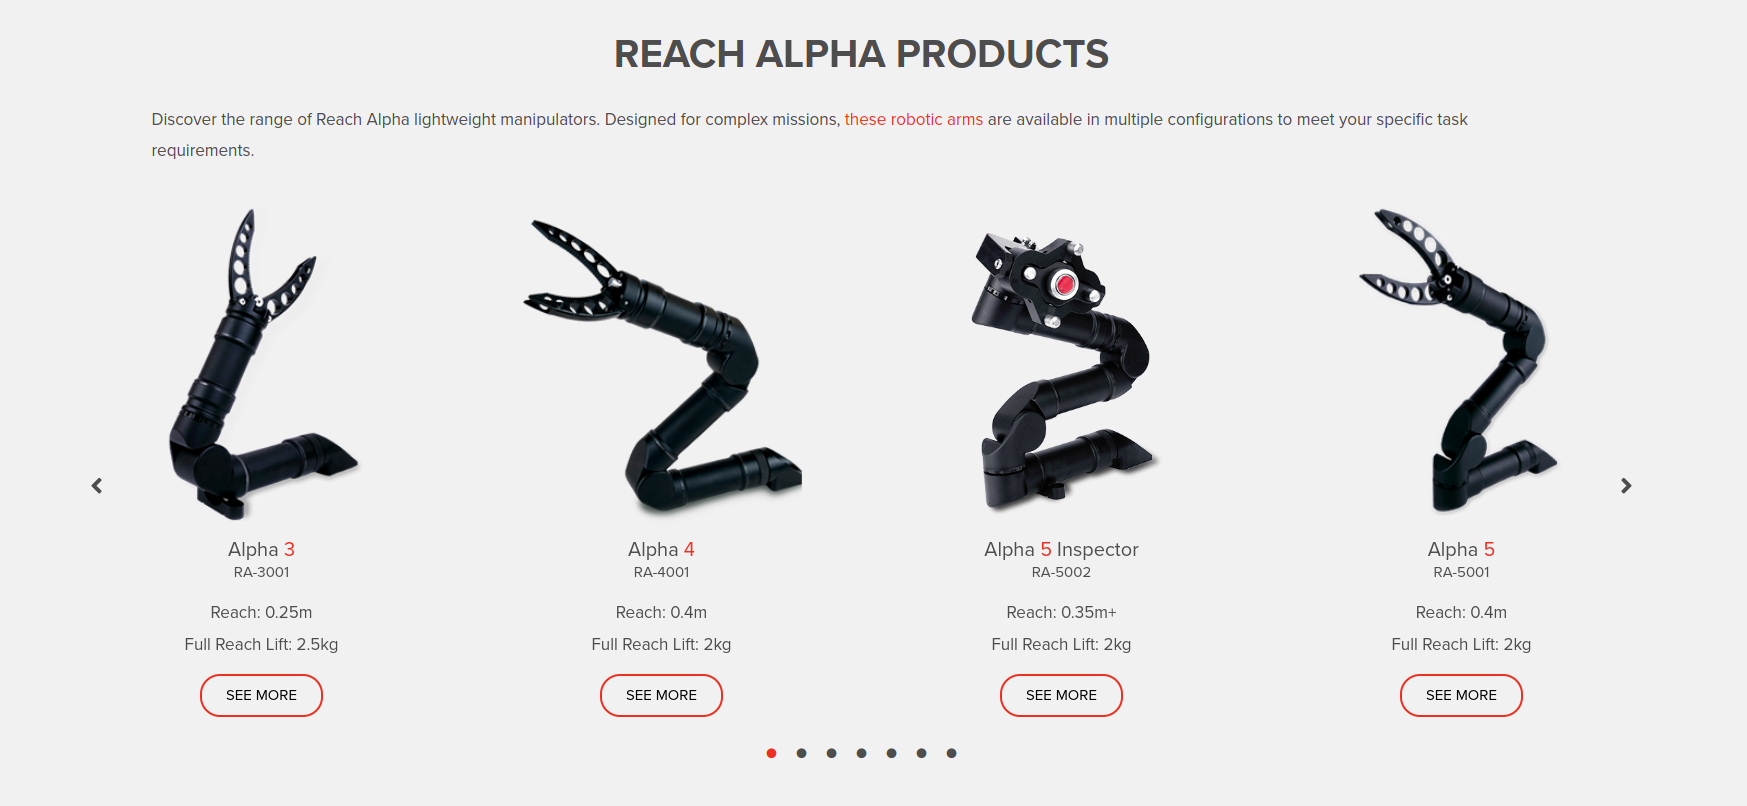 REACH ALPHA PRODUCTS
Discover the range of Reach Alpha lightweight manipulators. Designed for complex missions, these robotic arms are available in multiple configurations to meet your specific task
requirements.
Alpha 3
RA-3001
Reach: 0.25m
Full Reach Lift: 2.5kg
SEE MORE
Alpha 4
RA-4001
Reach: 0.4m
Full Reach Lift: 2kg
SEE MORE
Alpha 5 Inspector
RA-5002
Reach: 0.35m+
Full Reach Lift: 2kg
SEE MORE
Alpha 5
RA-5001
Reach: 0.4m
Full Reach Lift: 2kg
SEE MORE